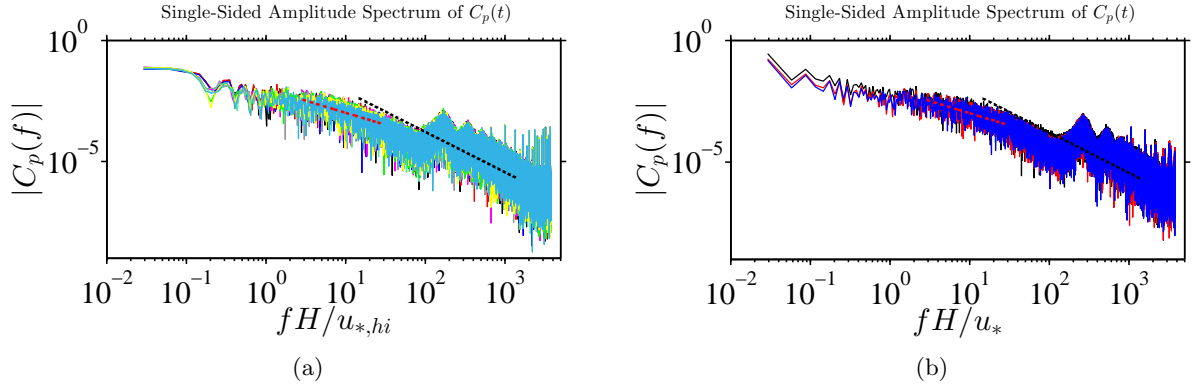 Single-Sided Amplitude Spectrum of $C_p(t)$
$|C_p(f)|$
$10^0$
$10^{-5}$
$10^{-2}$ $10^{-1}$ $10^0$ $10^1$ $10^2$ $10^3$
$fH/u_{*,hi}$
(a)
Single-Sided Amplitude Spectrum of $C_p(t)$
$|C_p(f)|$
$10^0$
$10^{-5}$
$10^{-2}$ $10^{-1}$ $10^0$ $10^1$ $10^2$ $10^3$
$fH/u_*$
(b)